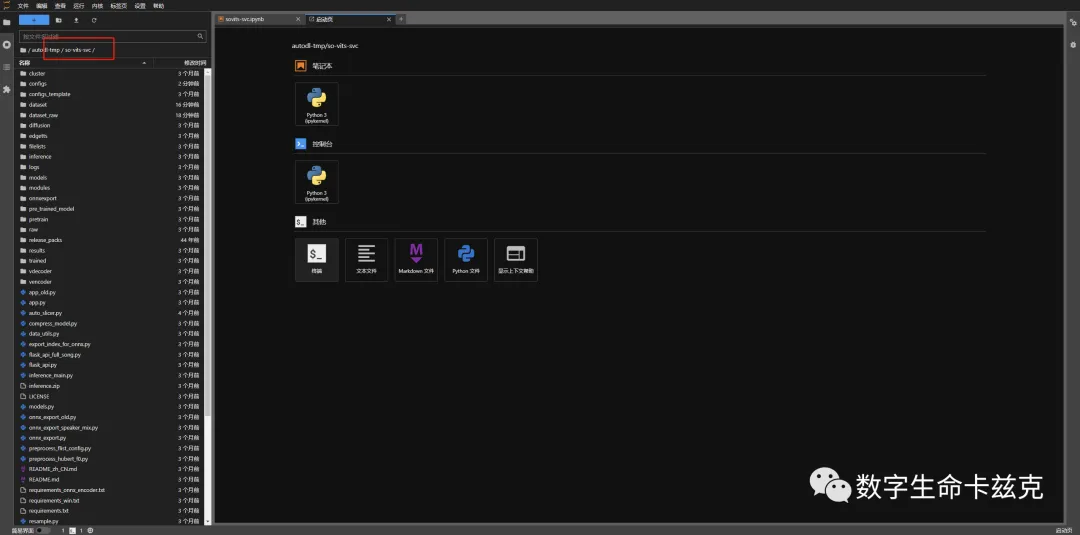 文件 编辑 查看 运行 内核 标签页 设置 帮助
+
sovits-svc.ipynb
启动页
/ autodl-tmp / so-vits-svc /
名称 修改时间
cluster 3 个月前
configs 2 分钟前
configs_template 3 个月前
dataset 16 分钟前
dataset_raw 18 分钟前
diffusion 3 个月前
edgetts 3 个月前
filelists 3 个月前
inference 3 个月前
logs 3 个月前
models 3 个月前
modules 3 个月前
onnxexport 3 个月前
pre_trained_model 3 个月前
pretrain 3 个月前
raw 3 个月前
release_packs 44 年前
results 3 个月前
trained 3 个月前
vdecoder 3 个月前
vencoder 3 个月前
app_old.py 3 个月前
app.py 3 个月前
auto_slicer.py 4 个月前
compress_model.py 3 个月前
data_utils.py 3 个月前
export_index_for_onnx.py 3 个月前
flask_api_full_song.py 3 个月前
flask_api.py 3 个月前
inference_main.py 3 个月前
inference.zip 3 个月前
LICENSE 3 个月前
models.py 3 个月前
onnx_export_old.py 3 个月前
onnx_export_speaker_mix.py 3 个月前
onnx_export.py 3 个月前
preprocess_flist_config.py 3 个月前
preprocess_hubert_f0.py 3 个月前
README_zh_CN.md 3 个月前
README.md 3 个月前
requirements_onnx_encoder.txt 3 个月前
requirements_win.txt 3 个月前
requirements.txt 3 个月前
resample.py 3 个月前
autodl-tmp/so-vits-svc
笔记本
Python 3
(ipykernel)
控制台
Python 3
(ipykernel)
$_ 其他
$_
终端
文本文件
M
Markdown 文件
Python 文件
显示上下文帮助
数字生命卡兹克
简易界面 1 1
启动页